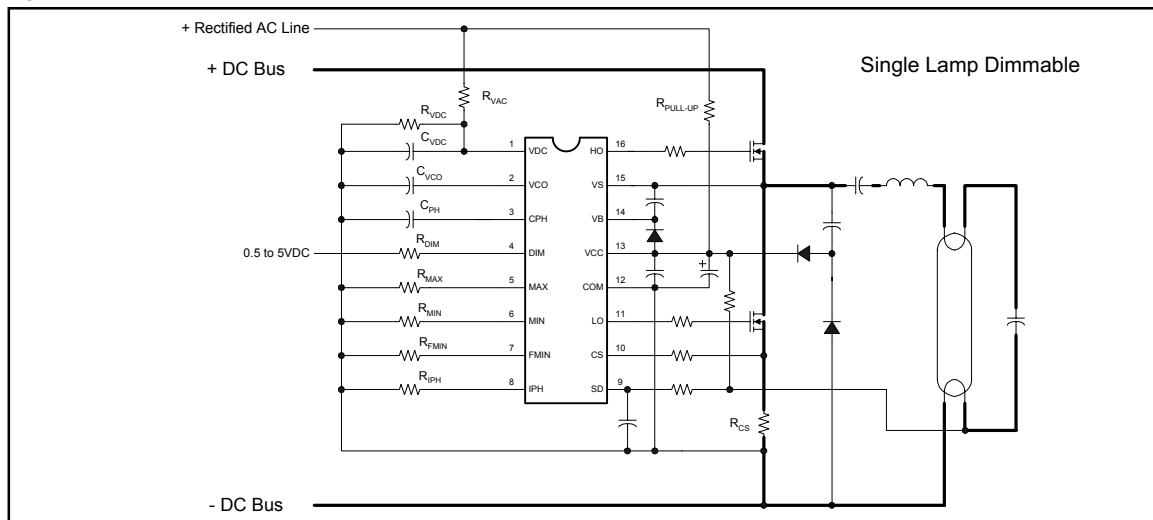 + Rectified AC Line
+ DC Bus
Single Lamp Dimmable
RVAC
RPULL-UP
RVDC
CVDC
1 VDC HO 16
CVCO
2 VCO VS 15
CPH
3 CPH VB 14
RDIM
0.5 to 5VDC
4 DIM VCC 13
RMAX
5 MAX COM 12
RMIN
6 MIN LO 11
RFMIN
7 FMIN CS 10
RIPH
8 IPH SD 9
RCS
+
- DC Bus